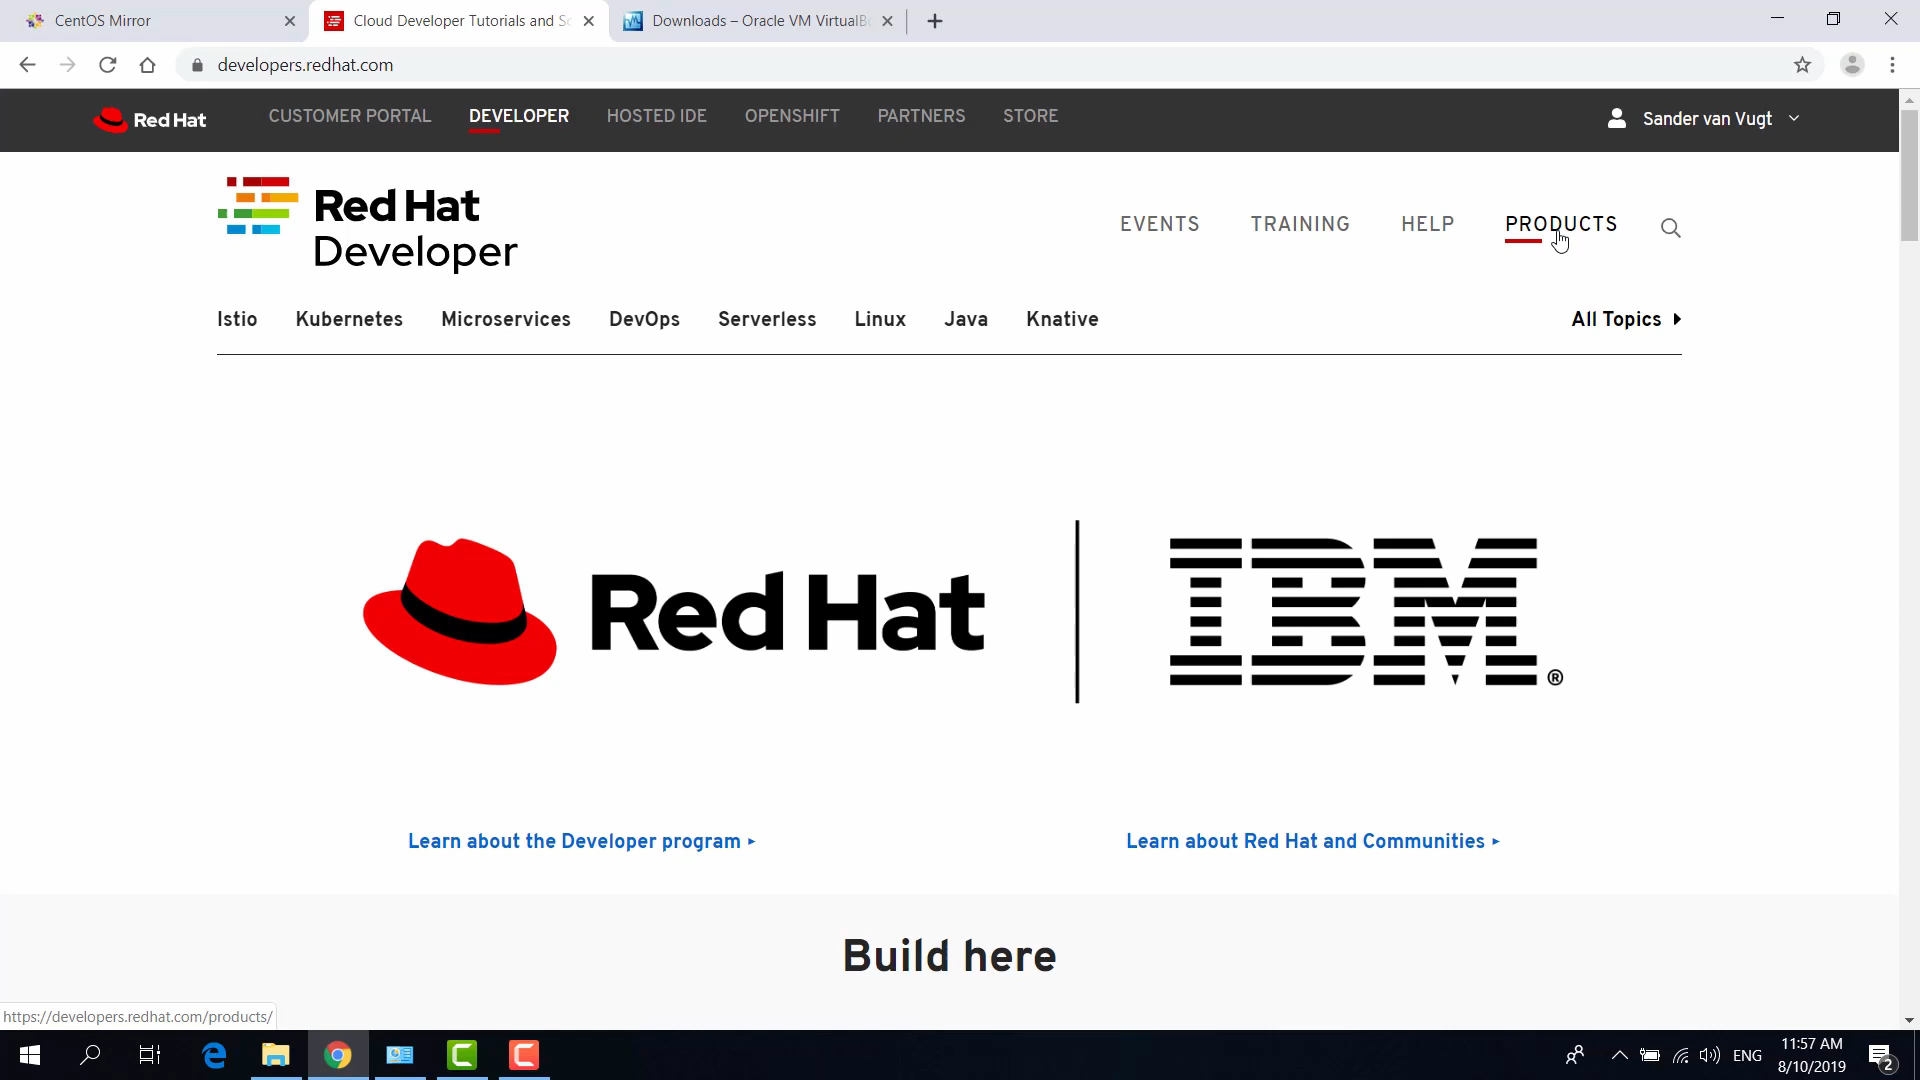 CentOS Mirror
Cloud Developer Tutorials and So
Downloads – Oracle VM VirtualBo
developers.redhat.com
Red Hat
CUSTOMER PORTAL
DEVELOPER
HOSTED IDE
OPENSHIFT
PARTNERS
STORE
Sander van Vugt
Red Hat
Developer
EVENTS
TRAINING
HELP
PRODUCTS
Istio
Kubernetes
Microservices
DevOps
Serverless
Linux
Java
Knative
All Topics
Red Hat
IBM®
Learn about the Developer program
Learn about Red Hat and Communities
Build here
https://developers.redhat.com/products/
ENG
11:57 AM
8/10/2019
2